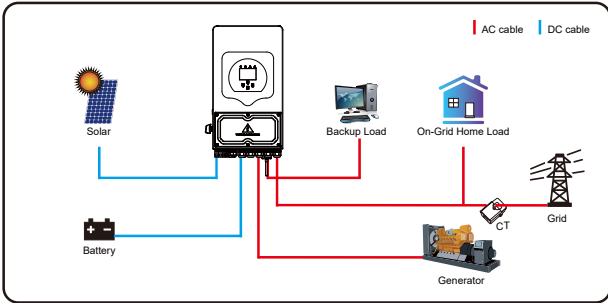 AC cable
DC cable
Solar
Backup Load
On-Grid Home Load
Battery
CT
Grid
Generator